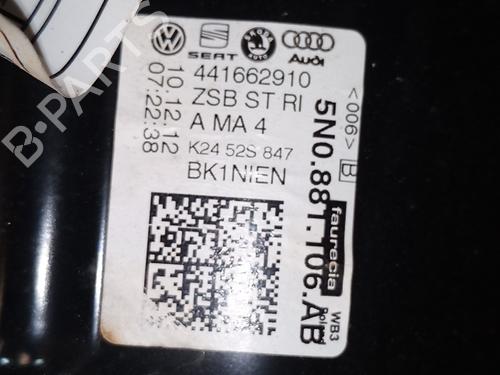 SEAT
ŠKODA
AUTO
Audi
441662910
ZSB ST RI
A MA 4
K24 52S 847
BK1NIEN
10.12.12
07:22:38
<006>
B
5N0.881.106.AB
faurecia
WB3
Poland
B-PARTS